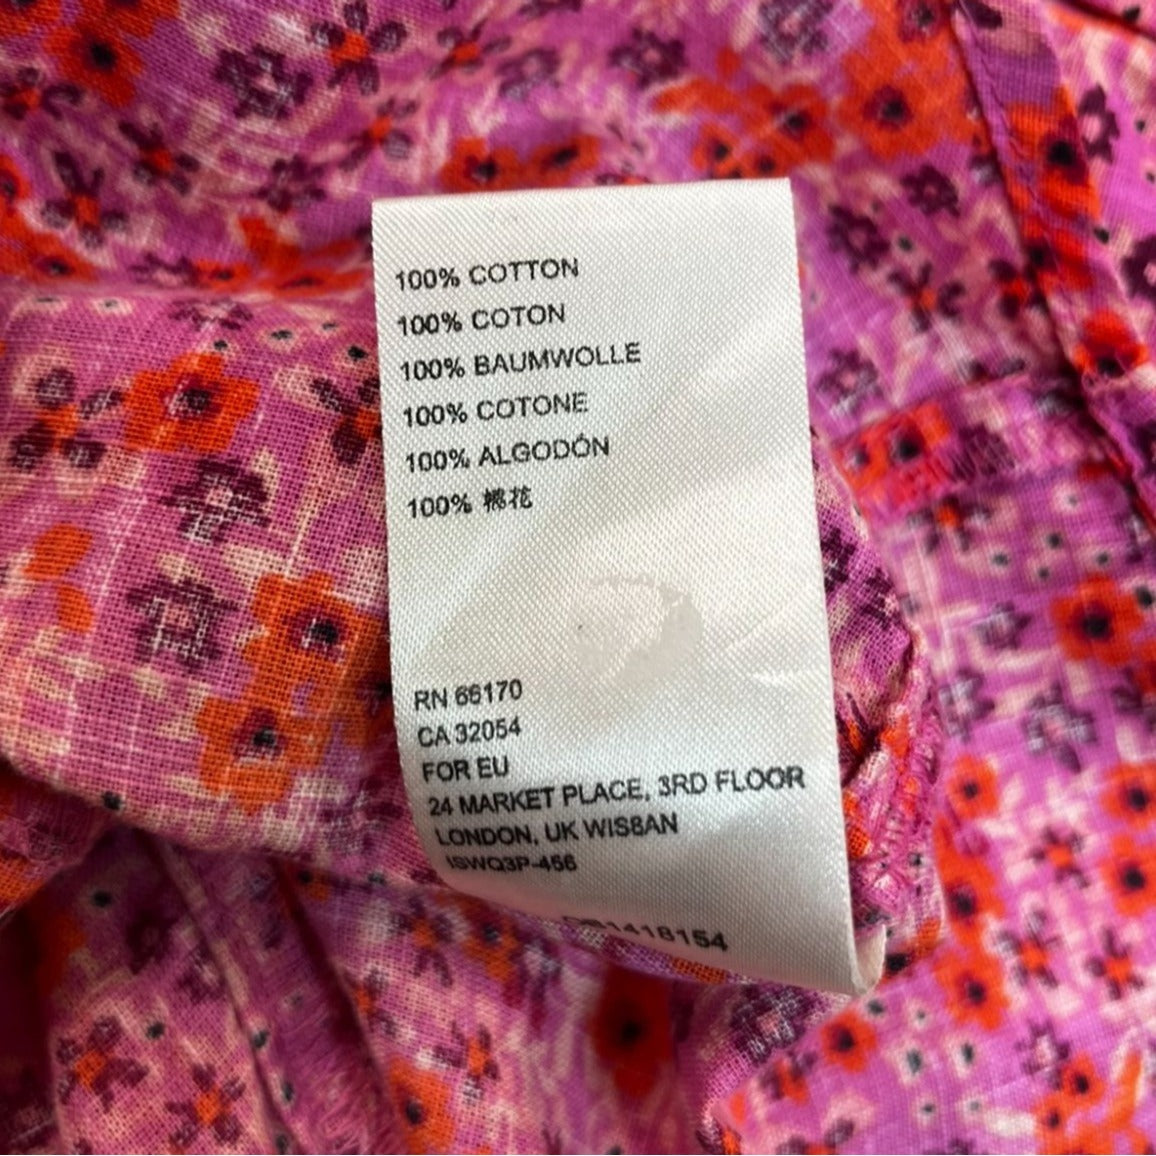 100% COTTON
100% COTON
100% BAUMWOLLE
100% COTONE
100% ALGODÓN
100% 棉花
RN 66170
CA 32054
FOR EU
24 MARKET PLACE, 3RD FLOOR
LONDON, UK WIS8AN
ISWQ3P-456
1418154